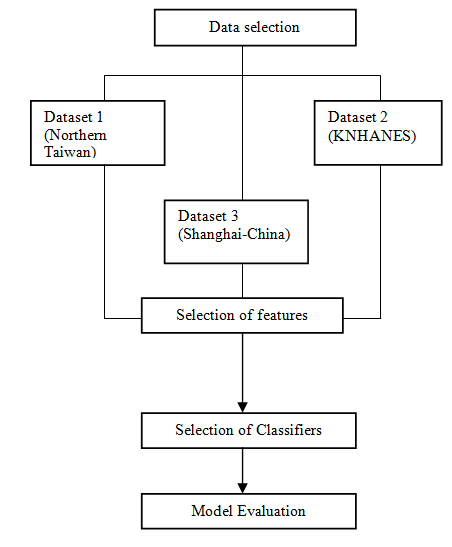 Data selection
Dataset 1
(Northern
Taiwan)
Dataset 2
(KNHANES)
Dataset 3
(Shanghai-China)
Selection of features
Selection of Classifiers
Model Evaluation